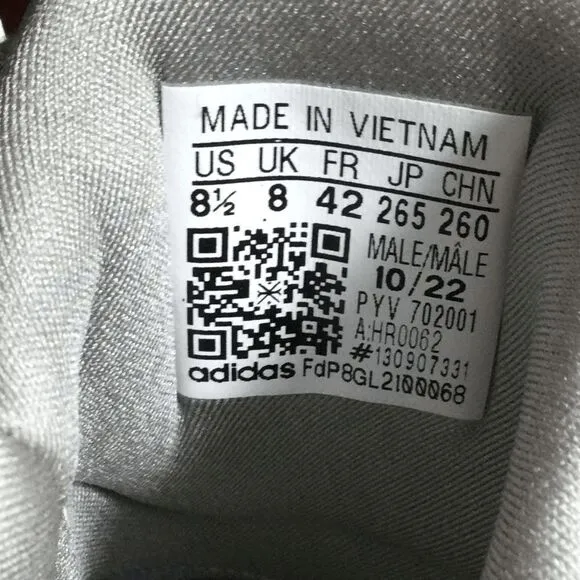 MADE IN VIETNAM
US UK FR JP CHN
8½ 8 42 265 260
MALE/MÂLE
10/22
PYV 702001
A:HR0062
#130907331
adidas FdP8GL2I00068